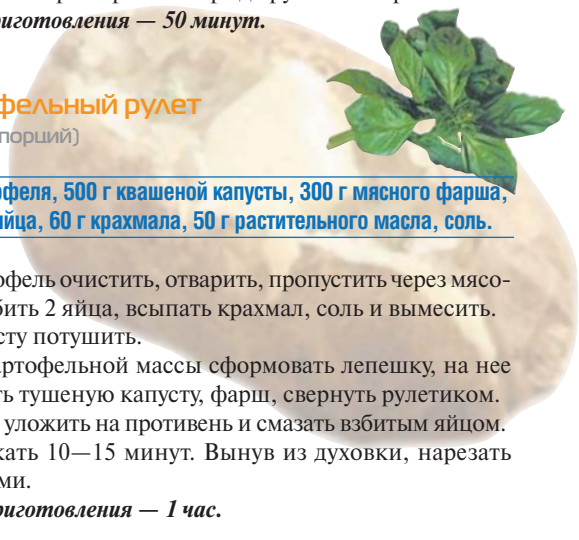 риготовления — 50 минут.
фельный рулет
порций)
офеля, 500 г квашеной капусты, 300 г мясного фарша,
яйца, 60 г крахмала, 50 г растительного масла, соль.
офель очистить, отварить, пропустить через мясо-
бить 2 яйца, всыпать крахмал, соль и вымесить.
сту потушить.
артофельной массы сформовать лепешку, на нее
ть тушеную капусту, фарш, свернуть рулетиком.
уложить на противень и смазать взбитым яйцом.
кать 10—15 минут. Вынув из духовки, нарезать
ми.
риготовления — 1 час.